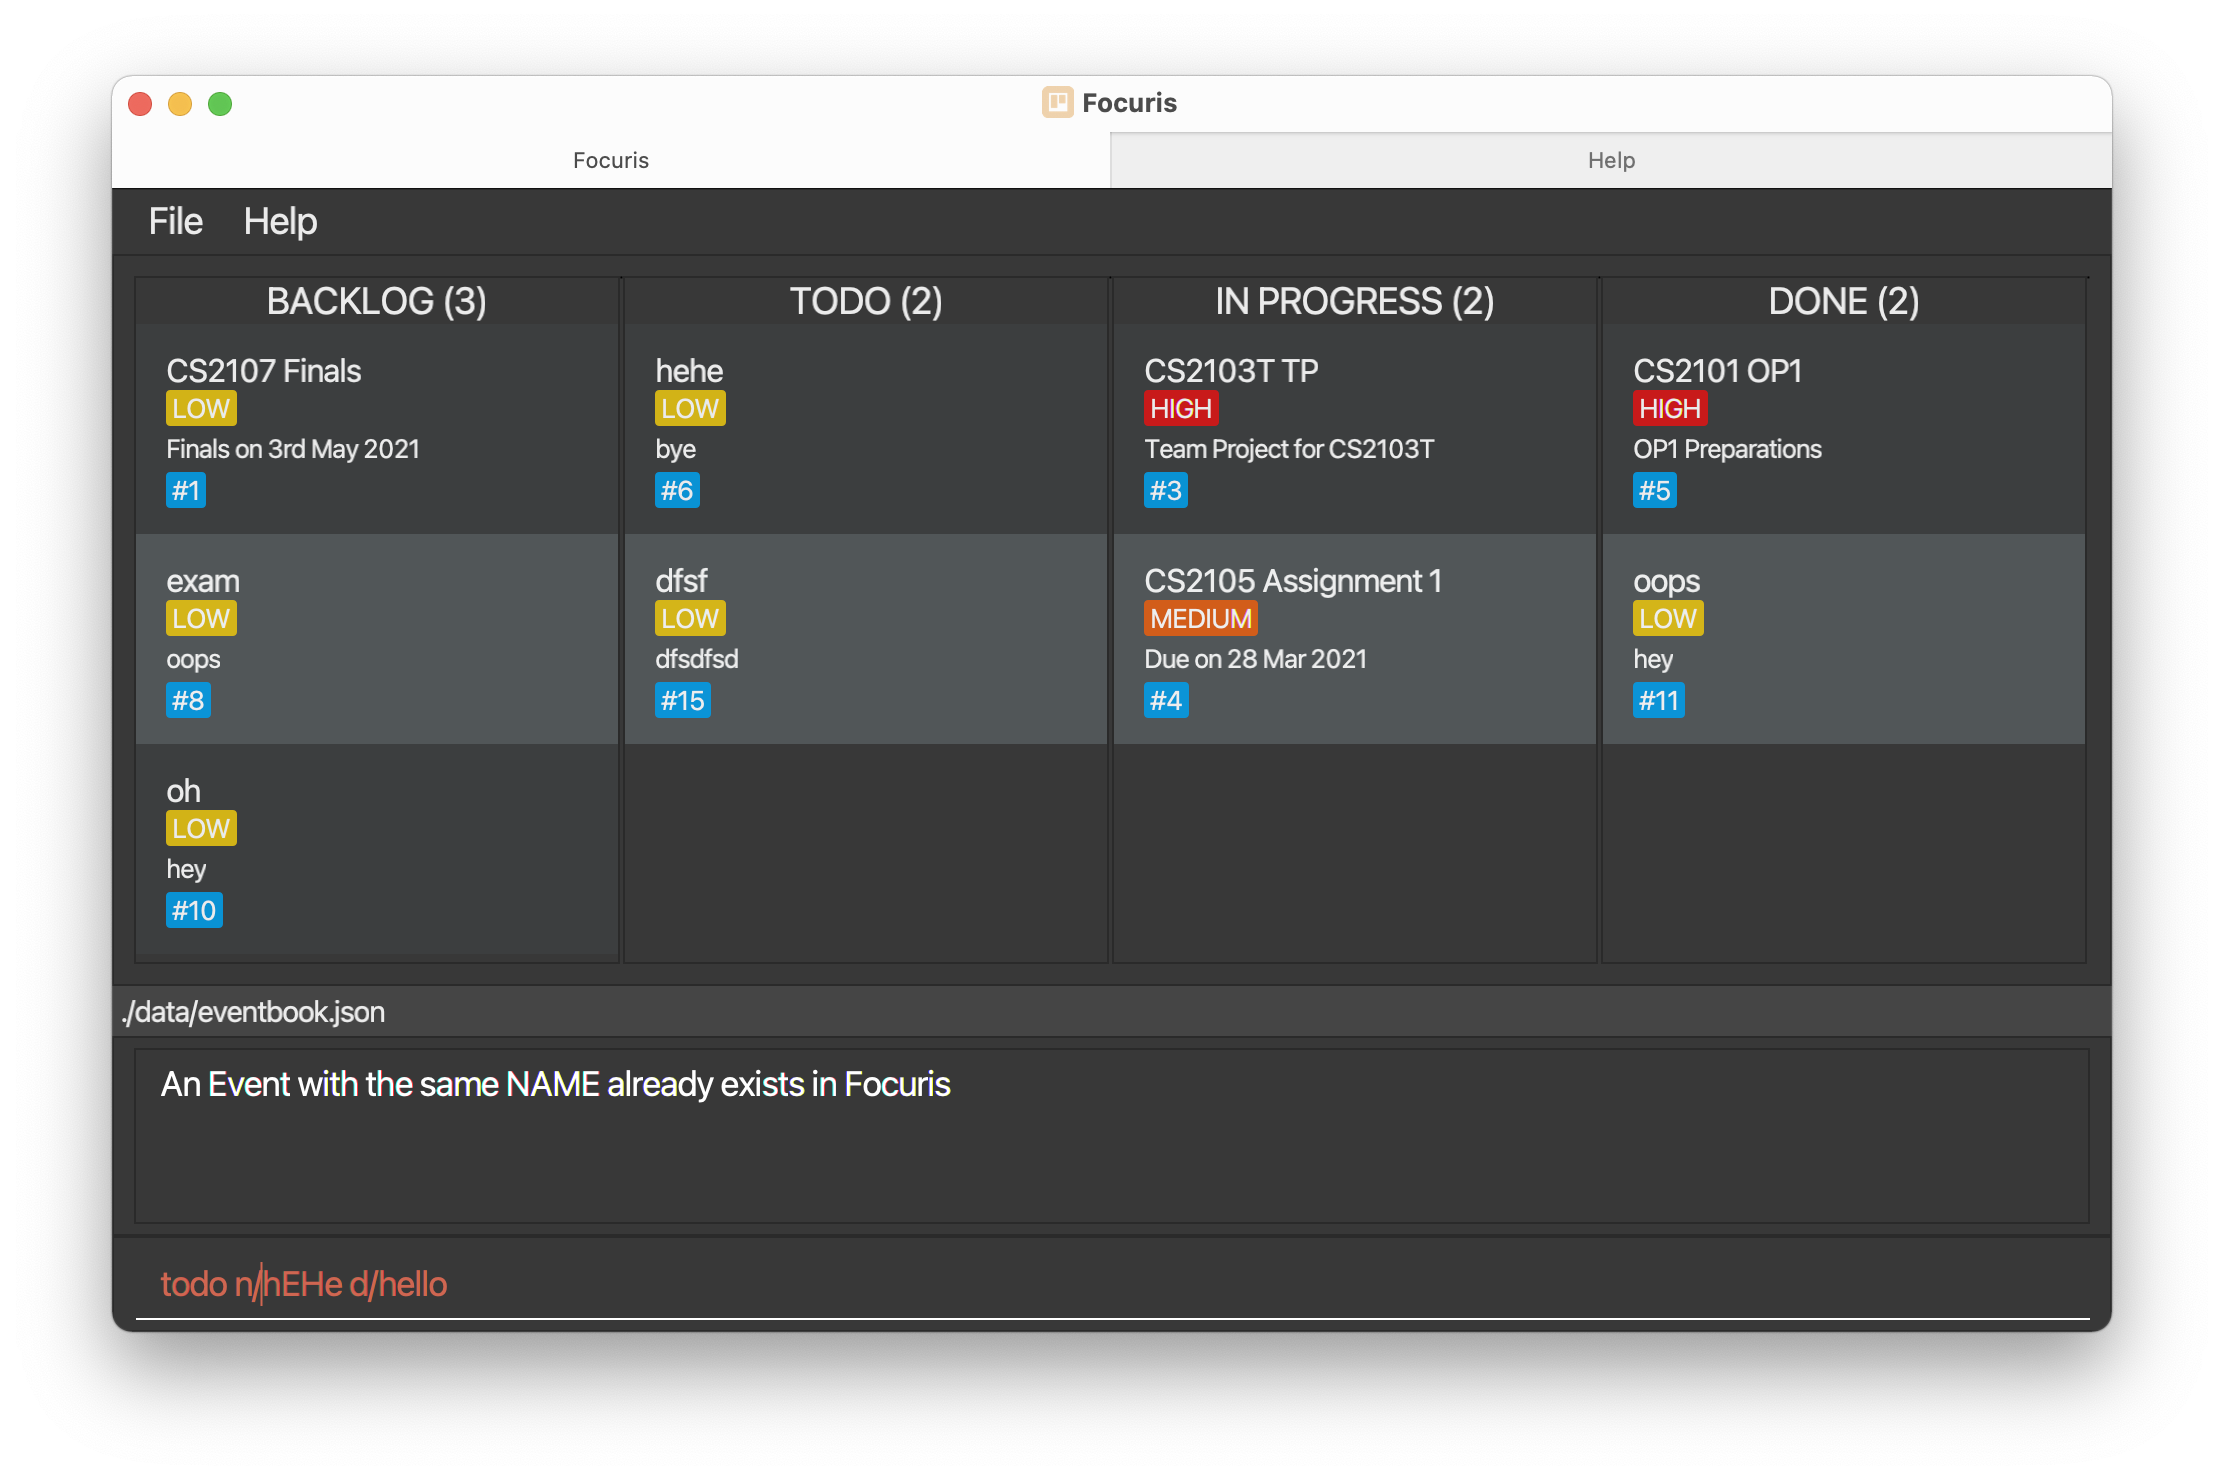 Focuris
Focuris
Help
File Help
BACKLOG (3)
CS2107 Finals
LOW
Finals on 3rd May 2021
#1
exam
LOW
oops
#8
oh
LOW
hey
#10
TODO (2)
hehe
LOW
bye
#6
dfsf
LOW
dfsdfsd
#15
IN PROGRESS (2)
CS2103T TP
HIGH
Team Project for CS2103T
#3
CS2105 Assignment 1
MEDIUM
Due on 28 Mar 2021
#4
DONE (2)
CS2101 OP1
HIGH
OP1 Preparations
#5
oops
LOW
hey
#11
./data/eventbook.json
An Event with the same NAME already exists in Focuris
todo n/hEHe d/hello